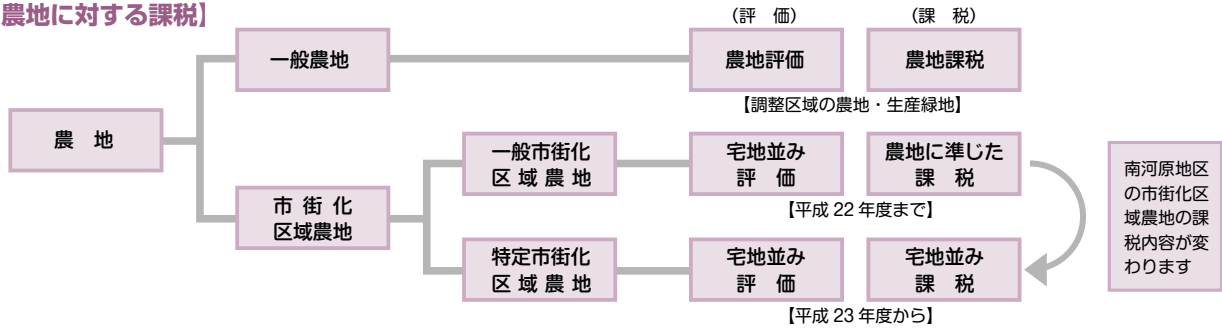 農地に対する課税】
（評　価）
（課　税）
一般農地
農地評価
農地課税
【調整区域の農地・生産緑地】
農　地
一般市街化
区 域 農 地
宅地並み
評　価
農地に準じた
課　税
【平成 22 年度まで】
市 街 化
区域農地
特定市街化
区 域 農 地
宅地並み
評　価
宅地並み
課　税
【平成 23 年度から】
南河原地区
の市街化区
域農地の課
税内容が変
わります